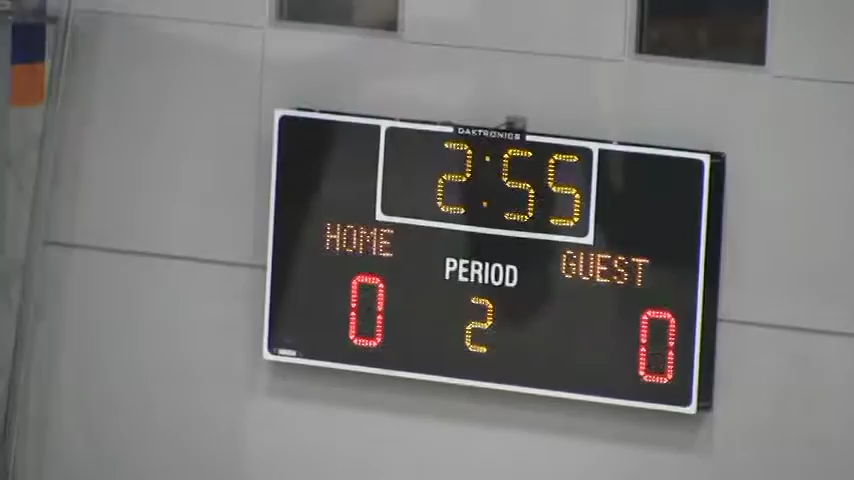 DAKTRONICS
2:55
HOME
PERIOD
GUEST
0
2
0